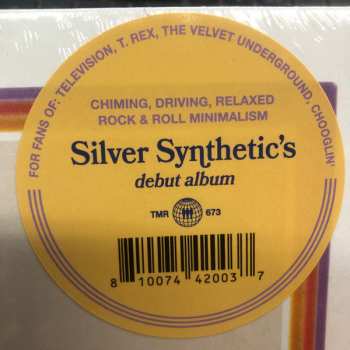 FOR FANS OF: TELEVISION, T. REX, THE VELVET UNDERGROUND, CHOOGLIN'
CHIMING, DRIVING, RELAXED
ROCK & ROLL MINIMALISM
Silver Synthetic's
debut album
TMR 673
8 10074 42003 7